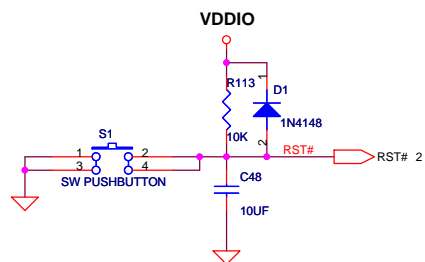 VDDIO
R113
10K
1
D1
1N4148
2
S1
1
2
3
4
SW PUSHBUTTON
RST#
RST# 2
C48
10UF